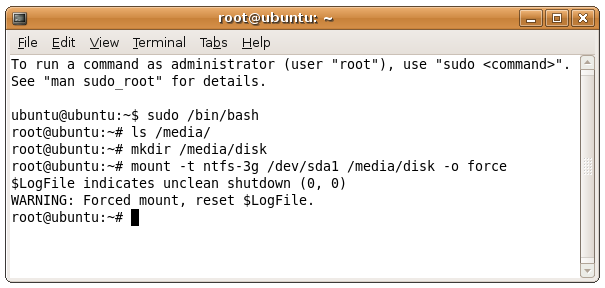 root@ubuntu: ~
File Edit View Terminal Tabs Help
To run a command as administrator (user "root"), use "sudo <command>".
See "man sudo_root" for details.
ubuntu@ubuntu:~$ sudo /bin/bash
root@ubuntu:~# ls /media/
root@ubuntu:~# mkdir /media/disk
root@ubuntu:~# mount -t ntfs-3g /dev/sda1 /media/disk -o force
$LogFile indicates unclean shutdown (0, 0)
WARNING: Forced mount, reset $LogFile.
root@ubuntu:~#